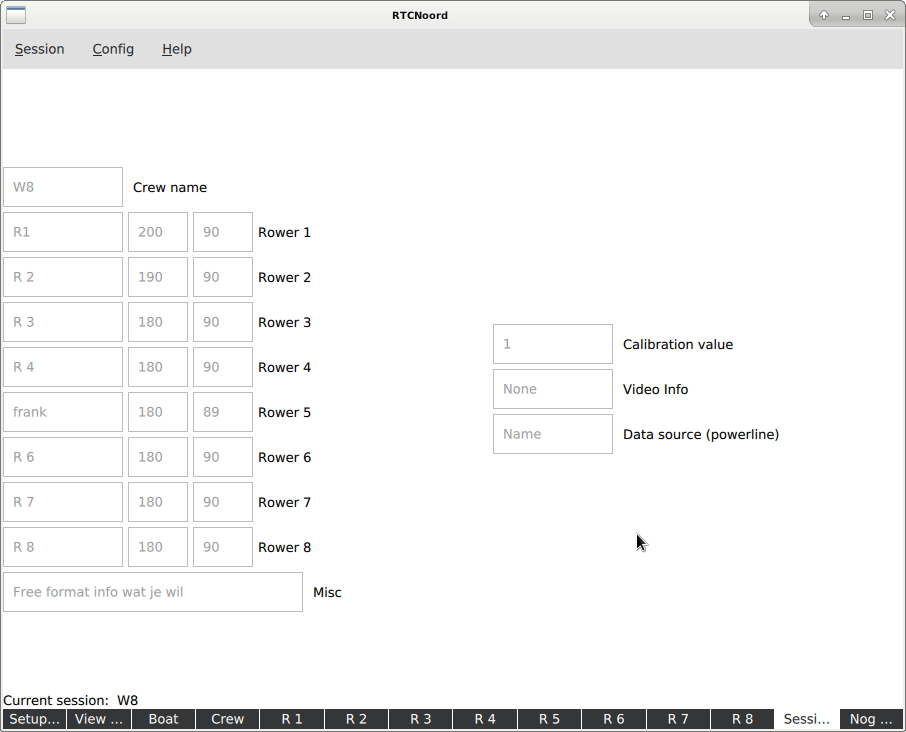 RTCNoord
Session Config Help
W8 Crew name
R1 200 90 Rower 1
R 2 190 90 Rower 2
R 3 180 90 Rower 3
R 4 180 90 Rower 4
frank 180 89 Rower 5
R 6 180 90 Rower 6
R 7 180 90 Rower 7
R 8 180 90 Rower 8
Free format info wat je wil Misc
1 Calibration value
None Video Info
Name Data source (powerline)
Current session: W8
Setup... View ... Boat Crew R 1 R 2 R 3 R 4 R 5 R 6 R 7 R 8 Sessi... Nog ...